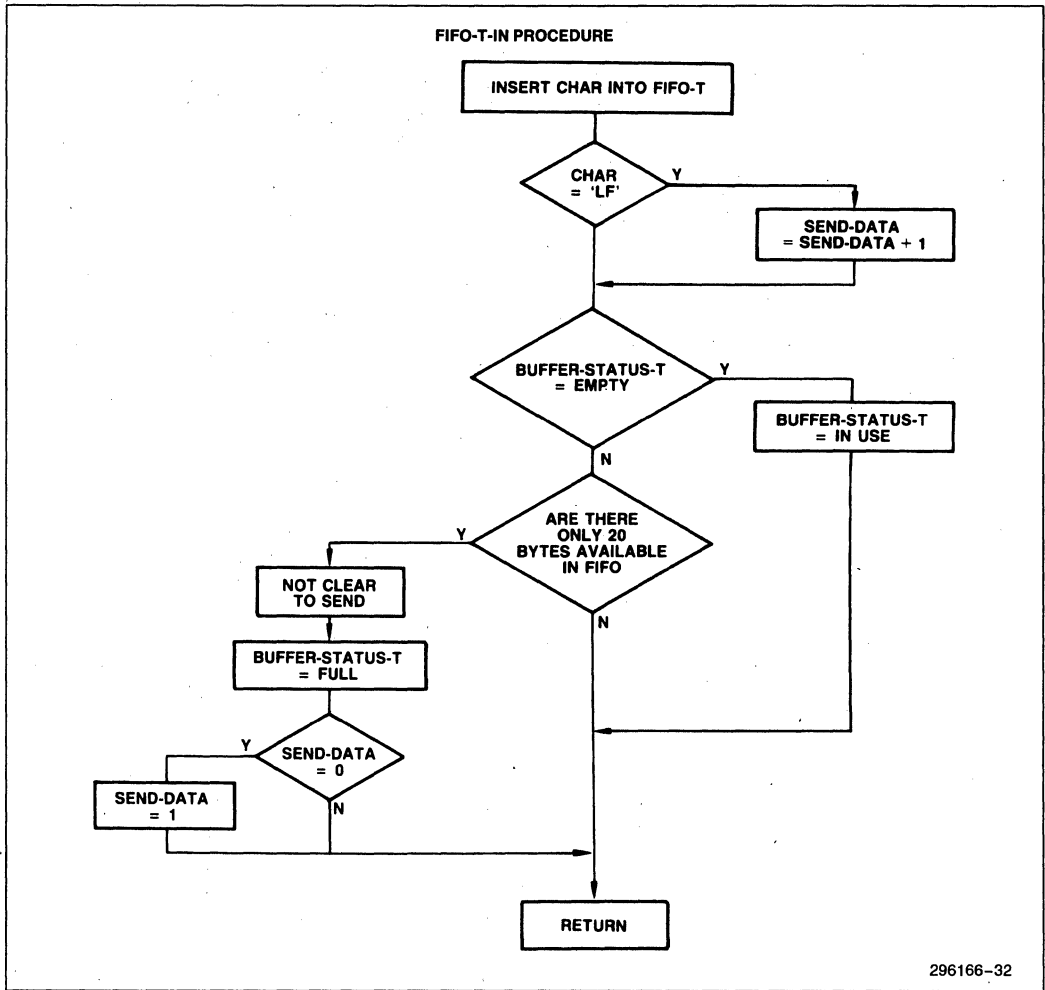 FIFO-T-IN PROCEDURE
INSERT CHAR INTO FIFO-T
CHAR
= 'LF'
Y
SEND-DATA
= SEND-DATA + 1
BUFFER-STATUS-T
= EMPTY
Y
BUFFER-STATUS-T
= IN USE
N
ARE THERE
ONLY 20
BYTES AVAILABLE
IN FIFO
Y
NOT CLEAR
TO SEND
N
BUFFER-STATUS-T
= FULL
SEND-DATA
= 0
Y
SEND-DATA
= 1
N
RETURN
296166-32